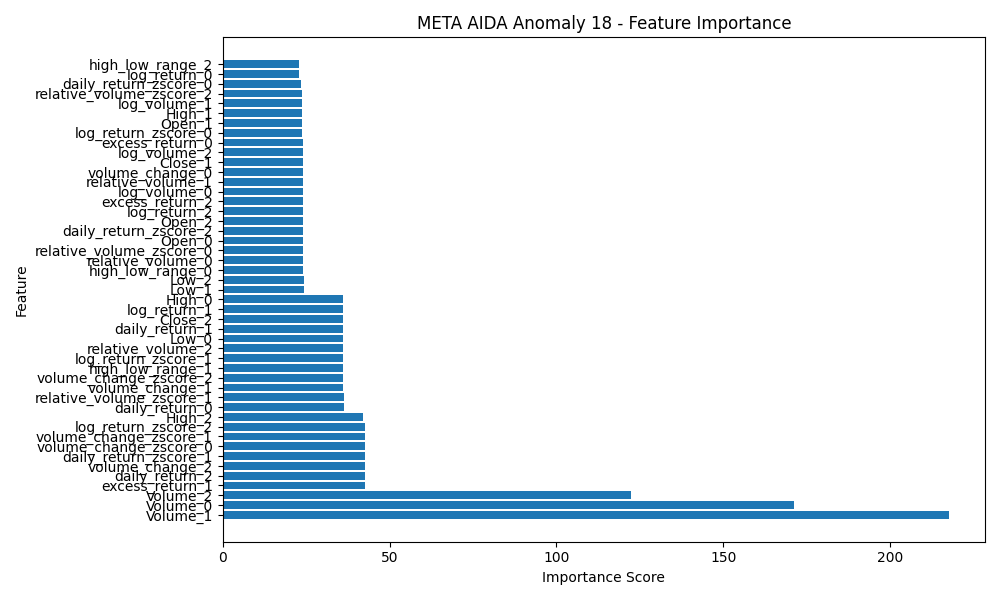 META AIDA Anomaly 18 - Feature Importance
high_low_range_2
log_return_0
daily_return_zscore_0
relative_volume_zscore_2
log_volume_1
High_1
Open_1
log_return_zscore_0
excess_return_0
log_volume_2
Close_1
volume_change_0
relative_volume_1
log_volume_0
excess_return_2
log_return_2
Open_2
daily_return_zscore_2
Open_0
relative_volume_zscore_0
relative_volume_0
high_low_range_0
Low_2
Low_1
High_0
log_return_1
Close_2
daily_return_1
Low_0
relative_volume_2
log_return_zscore_1
high_low_range_1
volume_change_zscore_2
volume_change_1
relative_volume_zscore_1
daily_return_0
High_2
log_return_zscore_2
volume_change_zscore_1
volume_change_zscore_0
daily_return_zscore_1
volume_change_2
daily_return_2
excess_return_1
Volume_2
Volume_0
Volume_1
Feature
0 50 100 150 200
Importance Score